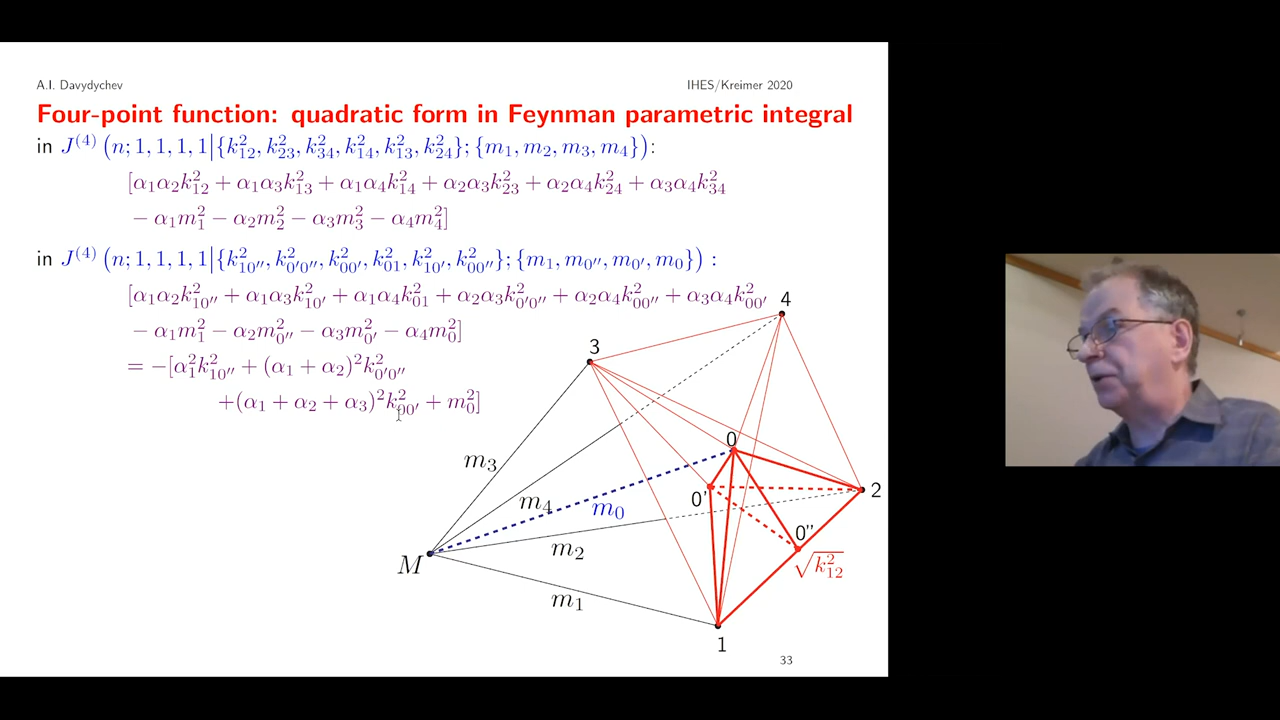 A.I. Davydychev
IHES/Kreimer 2020
Four-point function: quadratic form in Feynman parametric integral
in J⁽⁴⁾ (n; 1, 1, 1, 1|{k²₁₂, k²₂₃, k²₃₄, k²₁₄, k²₁₃, k²₂₄}; {m₁, m₂, m₃, m₄}):
[α₁α₂k²₁₂ + α₁α₃k²₁₃ + α₁α₄k²₁₄ + α₂α₃k²₂₃ + α₂α₄k²₂₄ + α₃α₄k²₃₄
− α₁m²₁ − α₂m²₂ − α₃m²₃ − α₄m²₄]
in J⁽⁴⁾ (n; 1, 1, 1, 1|{k²₁₀″, k²₀′₀″, k²₀₀′, k²₀₁, k²₁₀′, k²₀₀″}; {m₁, m₀″, m₀′, m₀}) :
[α₁α₂k²₁₀″ + α₁α₃k²₁₀′ + α₁α₄k²₀₁ + α₂α₃k²₀′₀″ + α₂α₄k²₀₀″ + α₃α₄k²₀₀′
− α₁m²₁ − α₂m²₀″ − α₃m²₀′ − α₄m²₀]
= −[α²₁k²₁₀″ + (α₁ + α₂)²k²₀′₀″
+(α₁ + α₂ + α₃)²k²₀₀′ + m²₀]
4
3
0
m₃
2
0'
m₄
m₀
0"
M
m₂
√k²₁₂
m₁
1
33